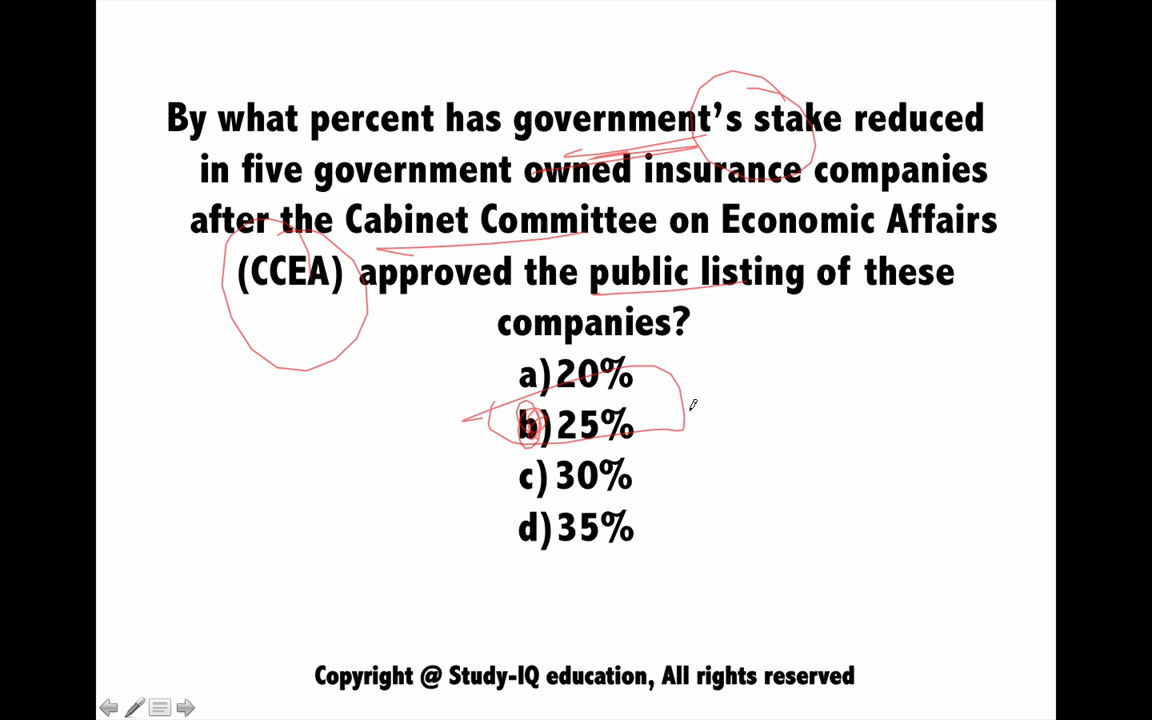 By what percent has government's stake reduced
in five government owned insurance companies
after the Cabinet Committee on Economic Affairs
(CCEA) approved the public listing of these
companies?
a) 20%
b) 25%
c) 30%
d) 35%
Copyright @ Study-IQ education, All rights reserved